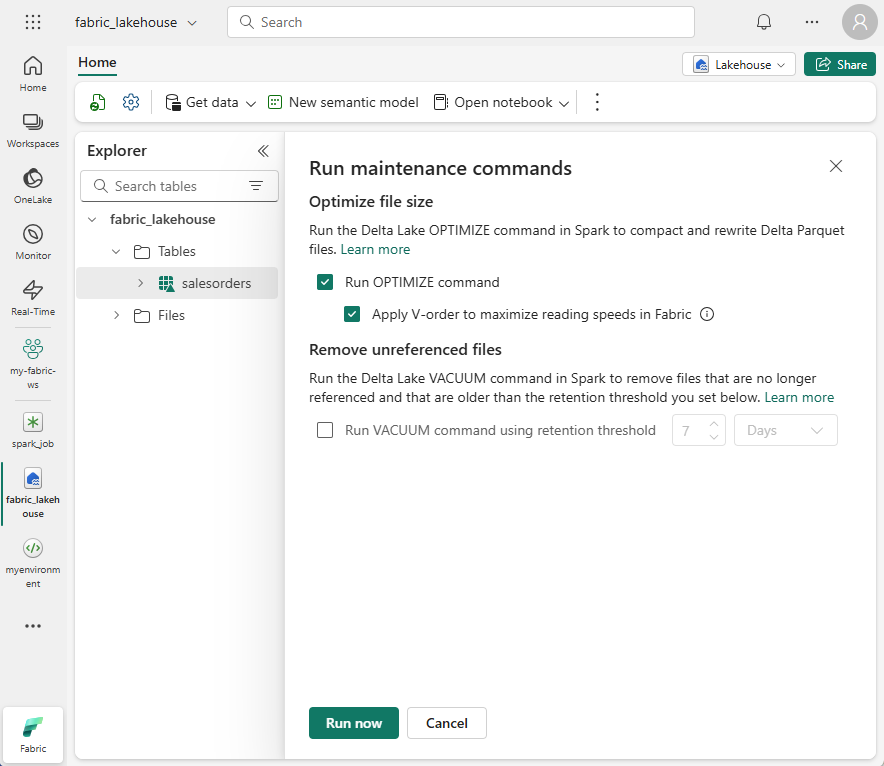 fabric_lakehouse
Search
Home
Workspaces
OneLake
Monitor
Real-Time
my-fabric-
ws
spark_job
fabric_lakeh
ouse
myenvironm
ent
Fabric
Home
Lakehouse
Share
Get data
New semantic model
Open notebook
Explorer
Search tables
fabric_lakehouse
Tables
salesorders
Files
Run maintenance commands
Optimize file size
Run the Delta Lake OPTIMIZE command in Spark to compact and rewrite Delta Parquet
files. Learn more
Run OPTIMIZE command
Apply V-order to maximize reading speeds in Fabric
Remove unreferenced files
Run the Delta Lake VACUUM command in Spark to remove files that are no longer
referenced and that are older than the retention threshold you set below. Learn more
Run VACUUM command using retention threshold 7 Days
Run now
Cancel